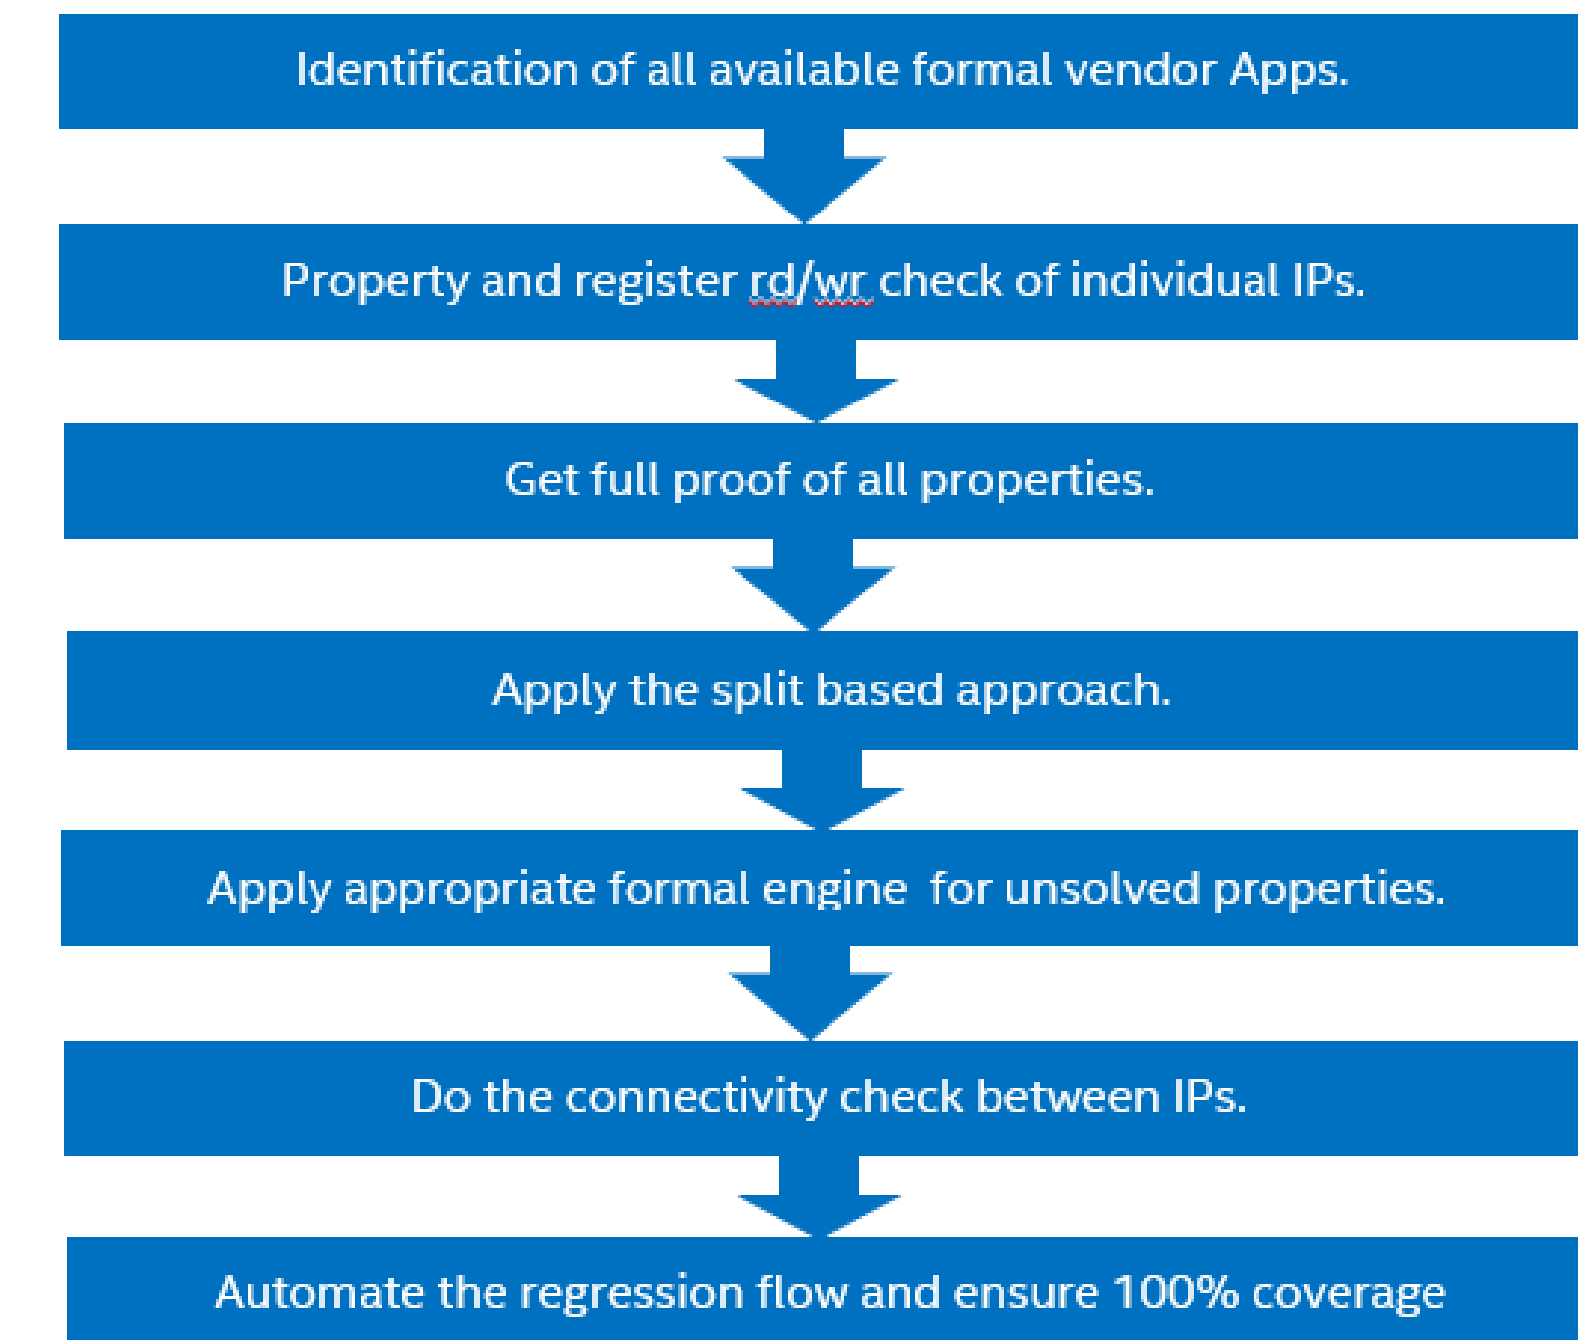 Identification of all available formal vendor Apps.
Property and register rd/wr check of individual IPs.
Get full proof of all properties.
Apply the split based approach.
Apply appropriate formal engine  for unsolved properties.
Do the connectivity check between IPs.
Automate the regression flow and ensure 100% coverage